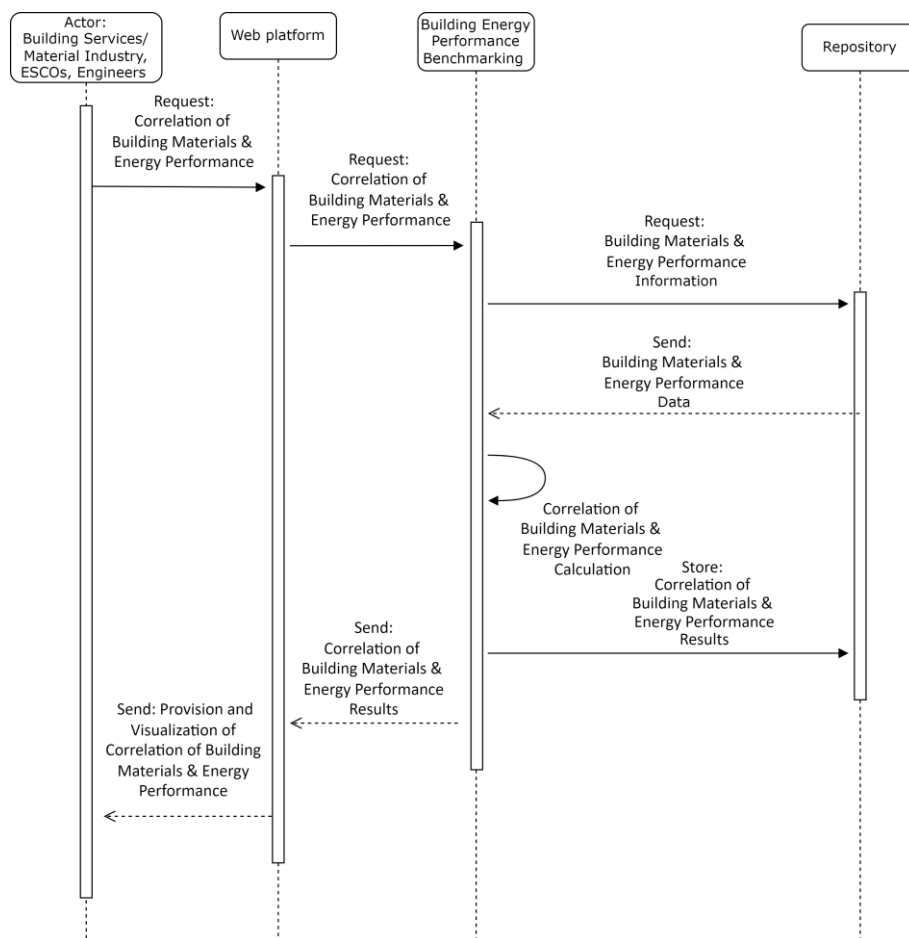 Actor:
Building Services/
Material Industry,
ESCOs, Engineers
Web platform
Building Energy
Performance
Benchmarking
Repository
Request:
Correlation of
Building Materials &
Energy Performance
Request:
Correlation of
Building Materials &
Energy Performance
Request:
Building Materials &
Energy Performance
Information
Send:
Building Materials &
Energy Performance
Data
Correlation of
Building Materials &
Energy Performance
Calculation
Store:
Correlation of
Building Materials &
Energy Performance
Results
Send:
Correlation of
Building Materials &
Energy Performance
Results
Send: Provision and
Visualization of
Correlation of Building
Materials & Energy
Performance